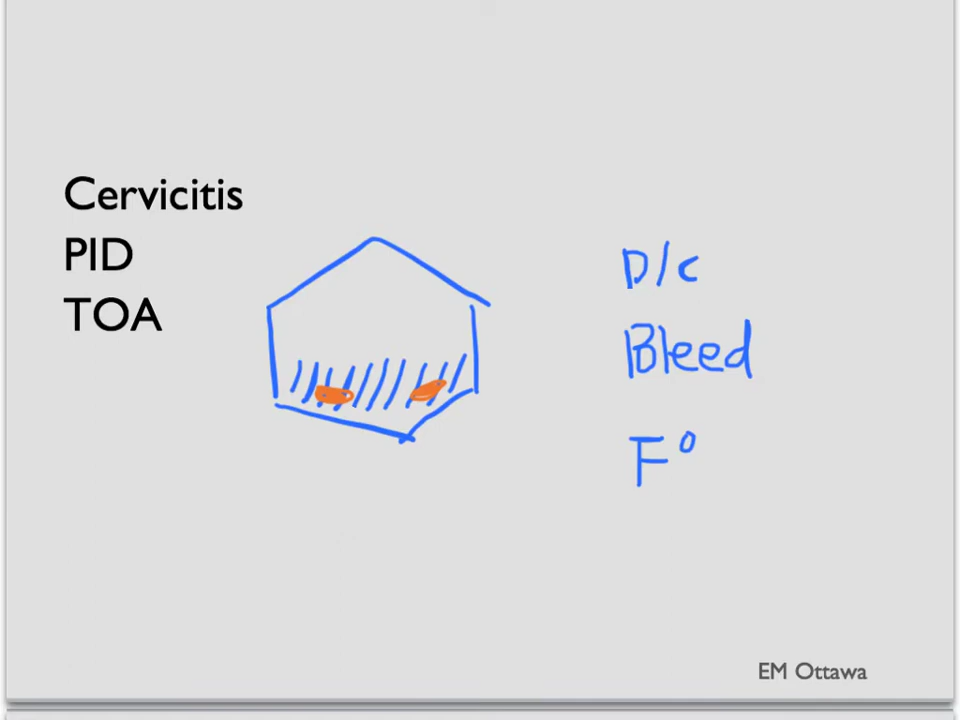 Cervicitis
PID
TOA
D/c
Bleed
F°
EM Ottawa